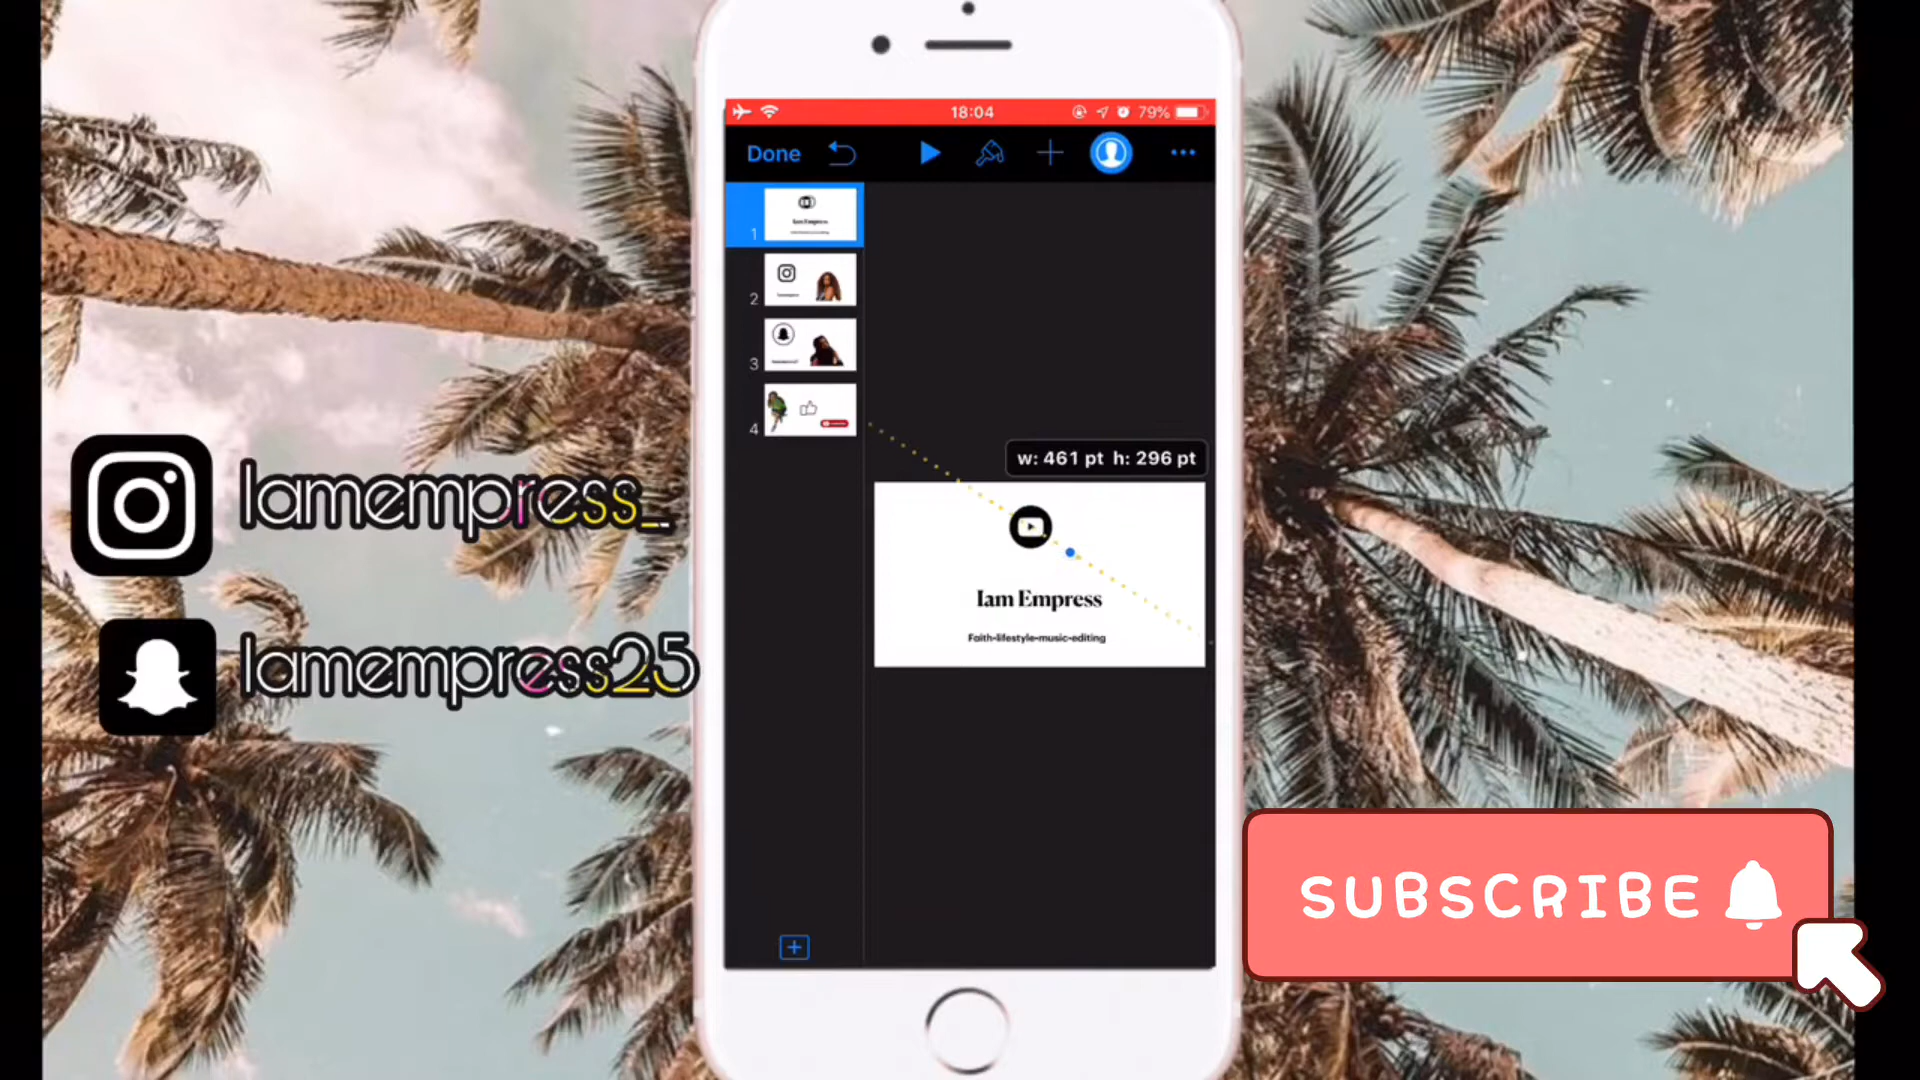 18:04
79%
Done
1
2
3
4
w: 461 pt h: 296 pt
Iam Empress
Faith-lifestyle-music-editing
Iamempress_
Iamempress25
SUBSCRIBE